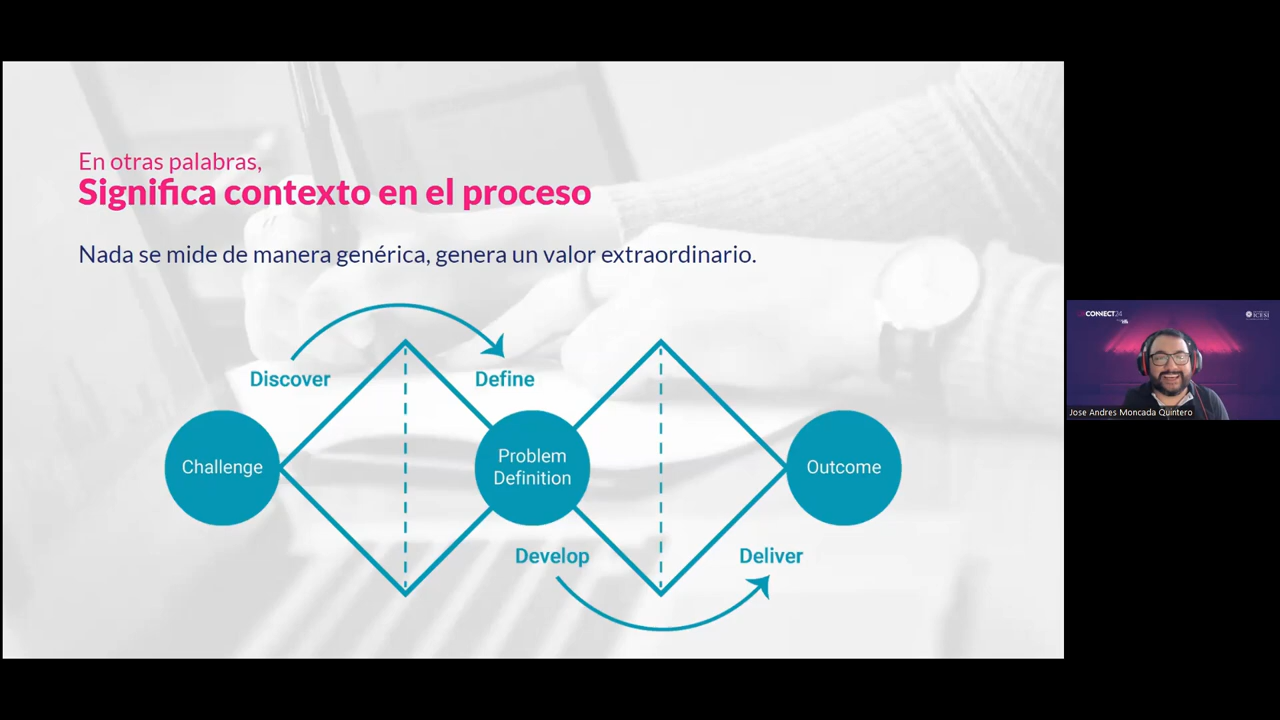 En otras palabras,
Significa contexto en el proceso
Nada se mide de manera genérica, genera un valor extraordinario.
Discover
Define
Challenge
Problem
Definition
Outcome
Develop
Deliver
CONNECT24
ICESI
Jose Andres Moncada Quintero